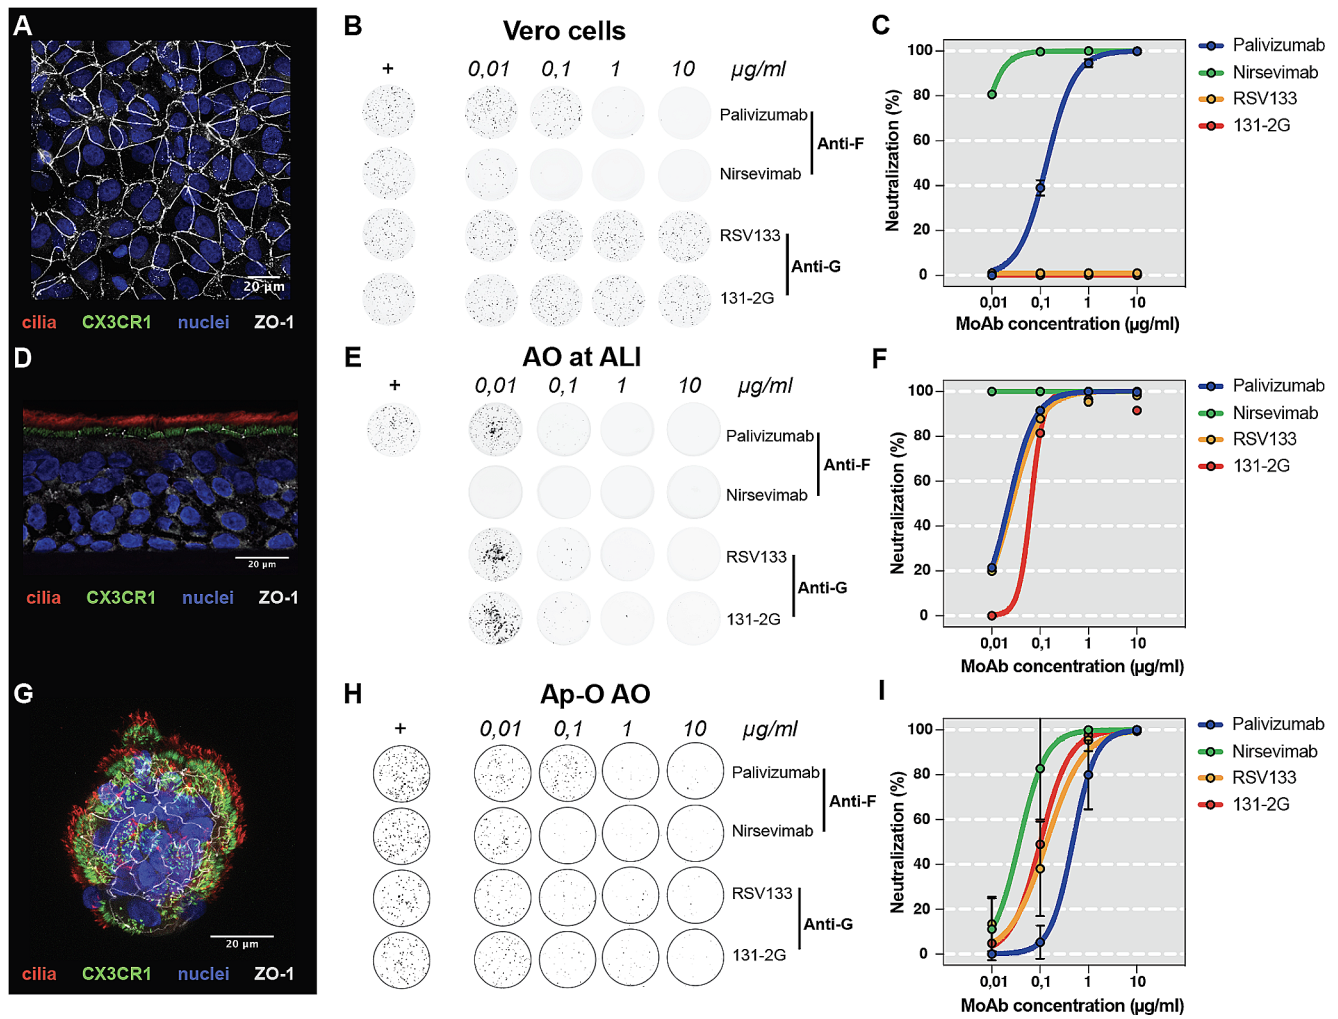 A
20 µm
cilia CX3CR1 nuclei ZO-1
B
Vero cells
+ 0,01 0,1 1 10 µg/ml
Palivizumab
Anti-F
Nirsevimab
RSV133
Anti-G
131-2G
C
100
80
60
40
20
0
Neutralization (%)
0,01 0,1 1 10
MoAb concentration (µg/ml)
Palivizumab
Nirsevimab
RSV133
131-2G
D
20 µm
cilia CX3CR1 nuclei ZO-1
E
AO at ALI
+ 0,01 0,1 1 10 µg/ml
Palivizumab
Anti-F
Nirsevimab
RSV133
Anti-G
131-2G
F
100
80
60
40
20
0
Neutralization (%)
0,01 0,1 1 10
MoAb concentration (µg/ml)
Palivizumab
Nirsevimab
RSV133
131-2G
G
20 µm
cilia CX3CR1 nuclei ZO-1
H
Ap-O AO
+ 0,01 0,1 1 10 µg/ml
Palivizumab
Anti-F
Nirsevimab
RSV133
Anti-G
131-2G
I
100
80
60
40
20
0
Neutralization (%)
0,01 0,1 1 10
MoAb concentration (µg/ml)
Palivizumab
Nirsevimab
RSV133
131-2G